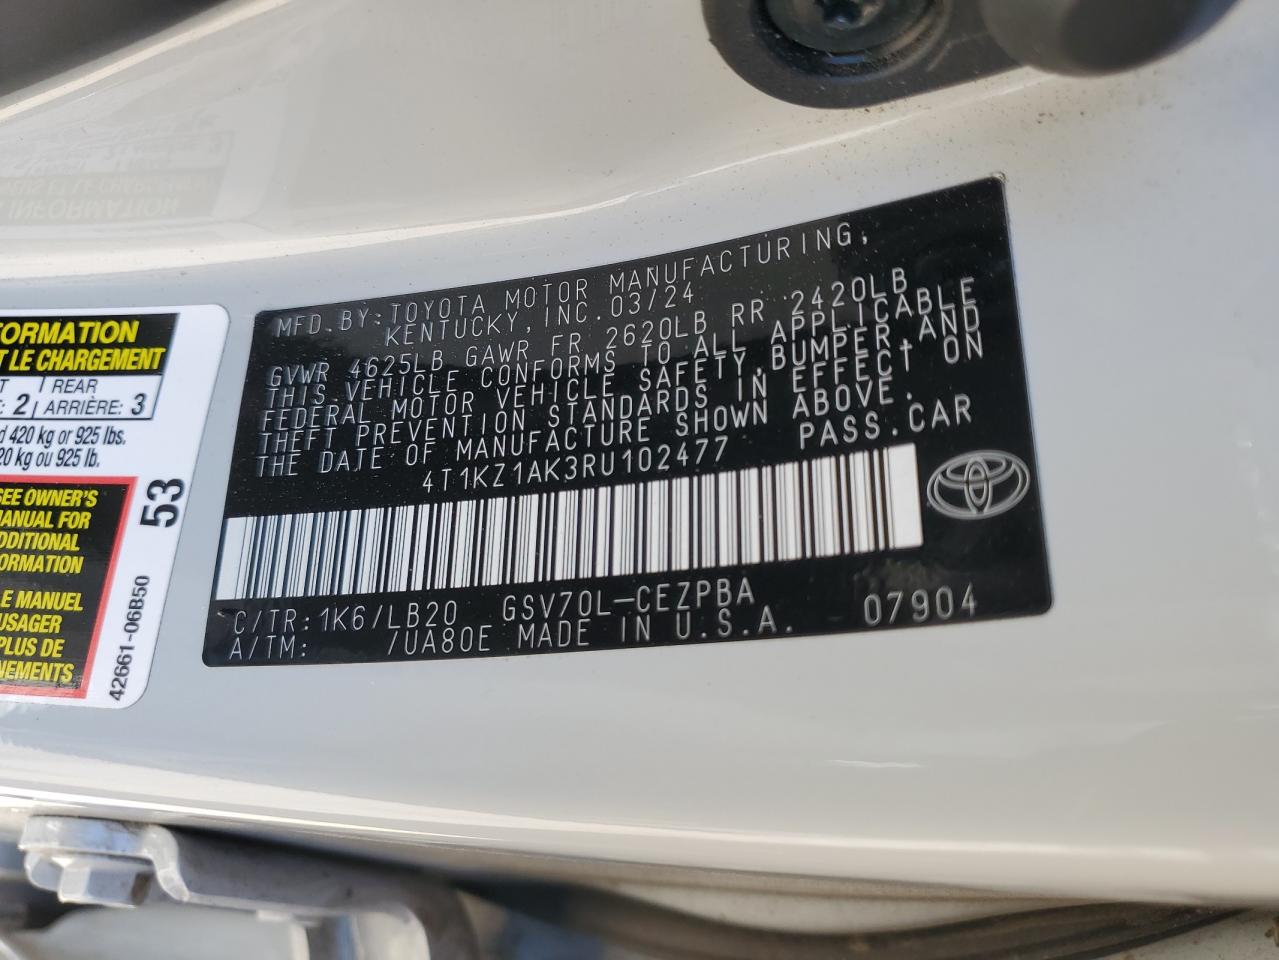 MFD.BY:TOYOTA MOTOR MANUFACTURING,
KENTUCKY,INC.03/24
GVWR 4625LB GAWR FR 2620LB RR 2420LB
THIS VEHICLE CONFORMS TO ALL APPLICABLE
FEDERAL MOTOR VEHICLE SAFETY,BUMPER AND
THEFT PREVENTION STANDARDS IN EFFECT ON
THE DATE OF MANUFACTURE SHOWN ABOVE.
4T1KZ1AK3RU102477 PASS.CAR
C/TR:1K6/LB20 GSV70L-CEZPBA
A/TM: /UA80E MADE IN U.S.A. 07904
FORMATION
T LE CHARGEMENT
REAR
2 ARRIÈRE: 3
420 kg or 925 lbs.
20 kg ou 925 lb.
SEE OWNER'S
MANUAL FOR
ADDITIONAL
INFORMATION
LE MANUEL
USAGER
PLUS DE
NEMENTS
53
42661-06B50